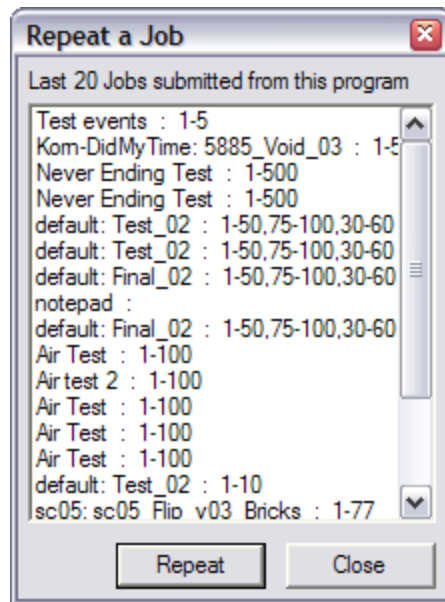 Repeat a Job
Last 20 Jobs submitted from this program
Test events : 1-5
Korn-DidMyTime: 5885_Void_03 : 1-5
Never Ending Test : 1-500
Never Ending Test : 1-500
default: Test_02 : 1-50,75-100,30-60
default: Test_02 : 1-50,75-100,30-60
default: Final_02 : 1-50,75-100,30-60
notepad :
default: Final_02 : 1-50,75-100,30-60
Air Test : 1-100
Air test 2 : 1-100
Air Test : 1-100
Air Test : 1-100
Air Test : 1-100
default: Test_02 : 1-10
sc05: sc05_Flip_v03_Bricks : 1-77
Repeat Close